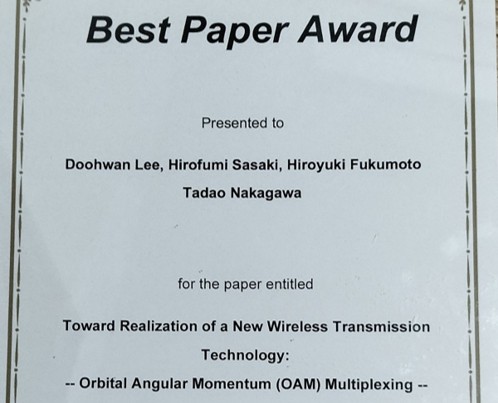 Best Paper Award
Presented to
Doohwan Lee, Hirofumi Sasaki, Hiroyuki Fukumoto
Tadao Nakagawa
for the paper entitled
Toward Realization of a New Wireless Transmission
Technology:
-- Orbital Angular Momentum (OAM) Multiplexing --